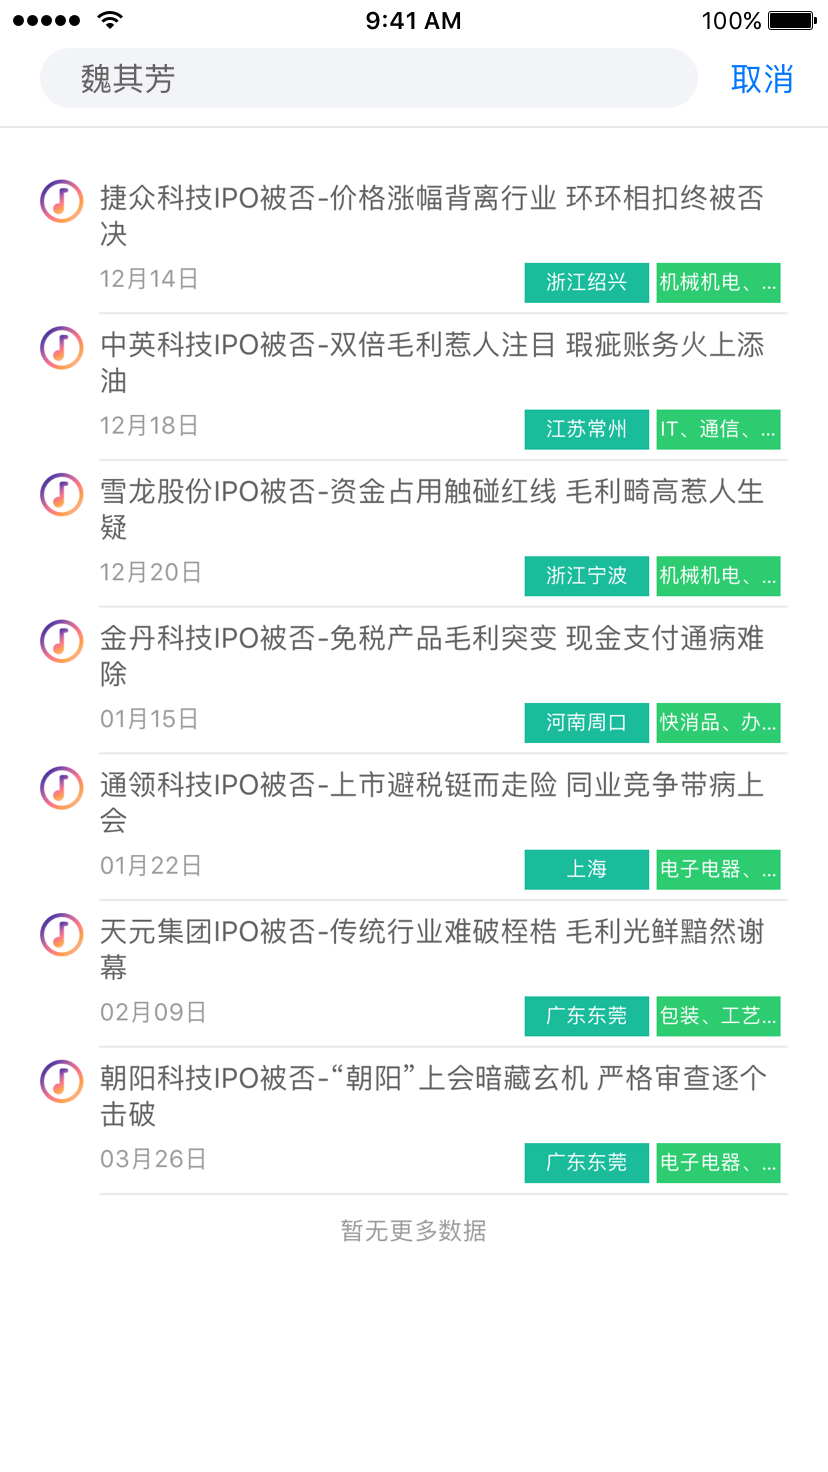 9:41 AM 100%
魏其芳 取消
捷众科技IPO被否-价格涨幅背离行业 环环相扣终被否
决
12月14日 浙江绍兴 机械机电、...
中英科技IPO被否-双倍毛利惹人注目 瑕疵账务火上添
油
12月18日 江苏常州 IT、通信、...
雪龙股份IPO被否-资金占用触碰红线 毛利畸高惹人生
疑
12月20日 浙江宁波 机械机电、...
金丹科技IPO被否-免税产品毛利突变 现金支付通病难
除
01月15日 河南周口 快消品、办...
通领科技IPO被否-上市避税铤而走险 同业竞争带病上
会
01月22日 上海 电子电器、...
天元集团IPO被否-传统行业难破桎梏 毛利光鲜黯然谢
幕
02月09日 广东东莞 包装、工艺...
朝阳科技IPO被否-“朝阳”上会暗藏玄机 严格审查逐个
击破
03月26日 广东东莞 电子电器、...
暂无更多数据